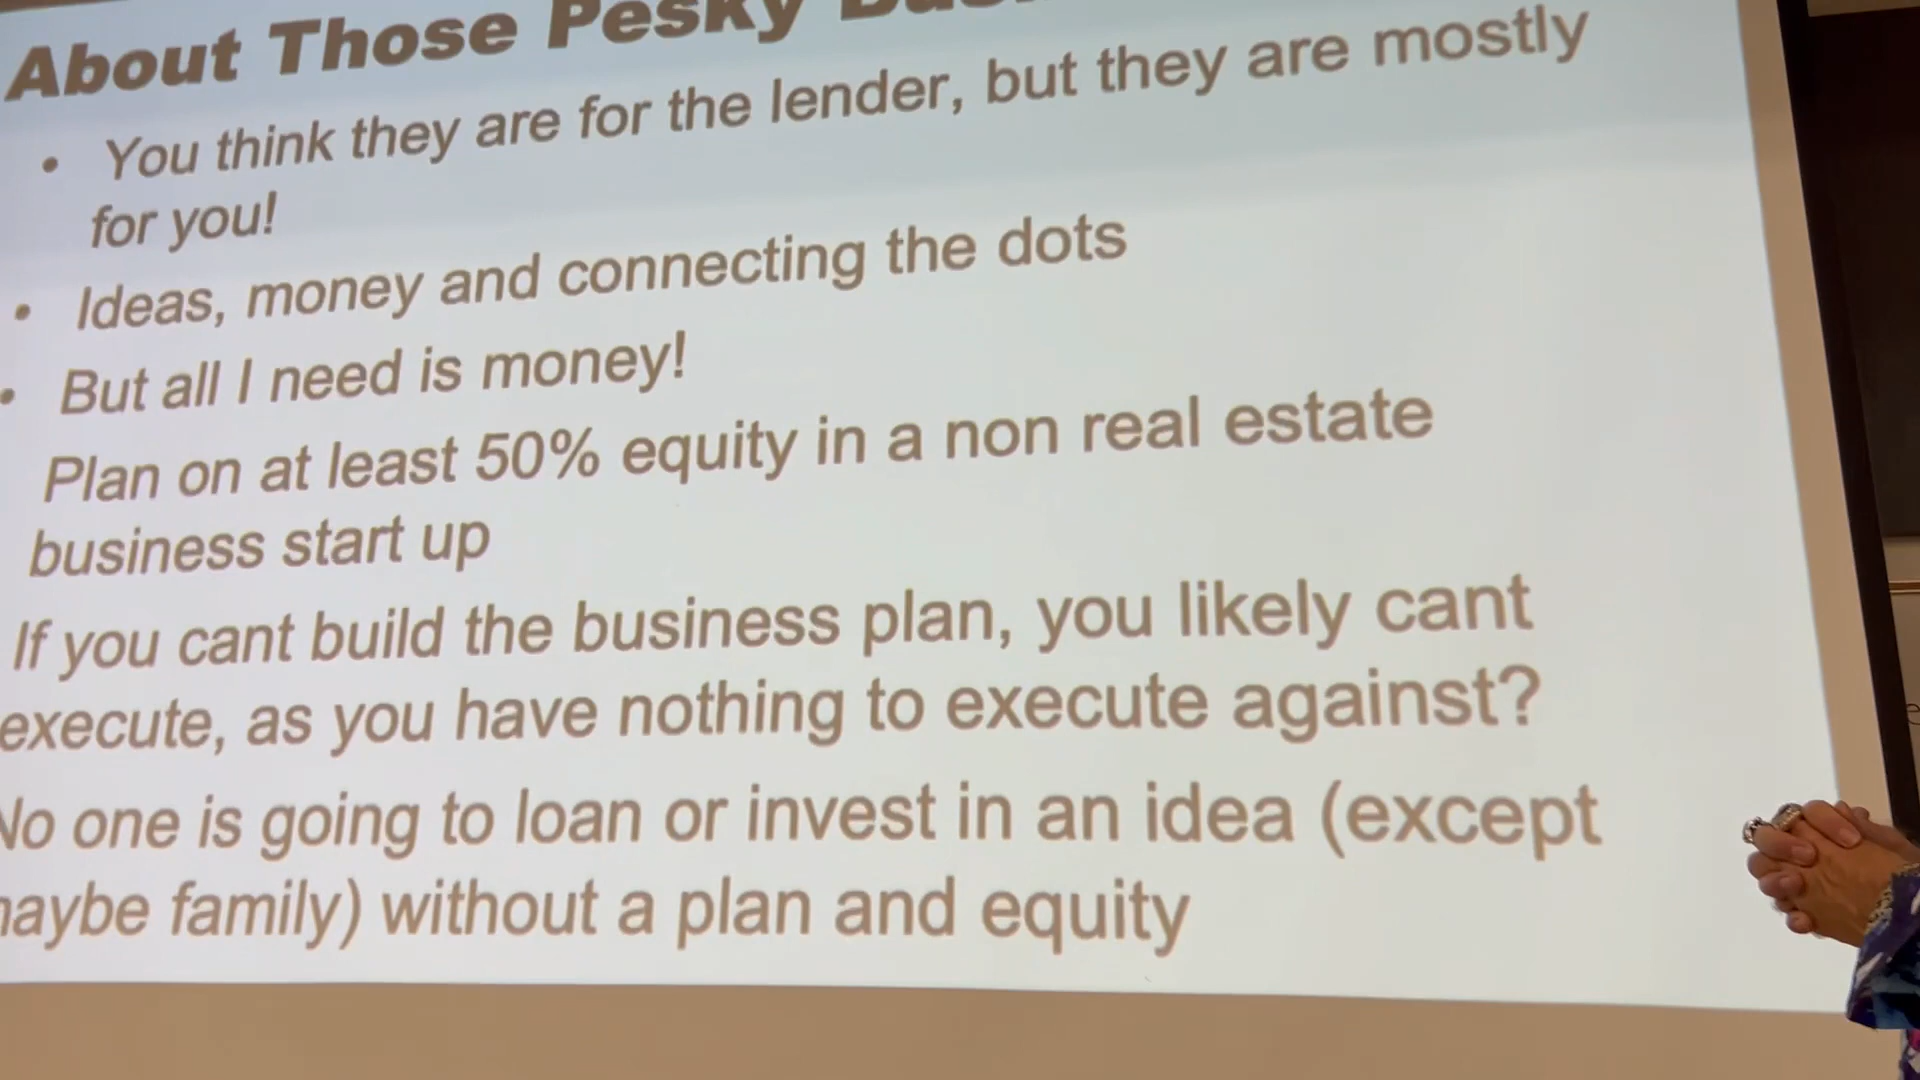 About Those Pesky
• You think they are for the lender, but they are mostly
for you!
• Ideas, money and connecting the dots
• But all I need is money!
Plan on at least 50% equity in a non real estate
business start up
If you cant build the business plan, you likely cant
execute, as you have nothing to execute against?
No one is going to loan or invest in an idea (except
maybe family) without a plan and equity